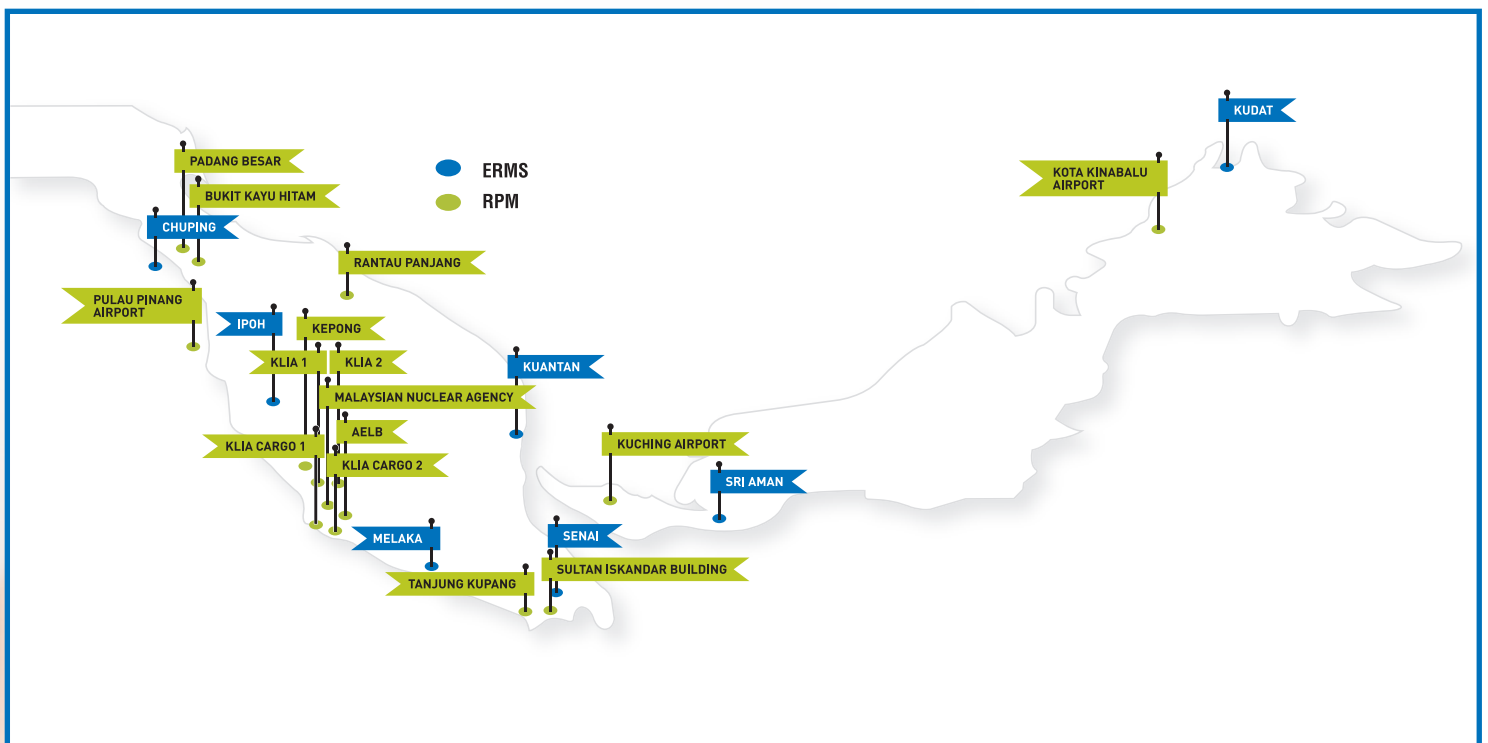 KUDAT
PADANG BESAR
KOTA KINABALU
AIRPORT
ERMS
RPM
BUKIT KAYU HITAM
CHUPING
RANTAU PANJANG
PULAU PINANG
AIRPORT
IPOH
KEPONG
KLIA 1
KLIA 2
KUANTAN
MALAYSIAN NUCLEAR AGENCY
AELB
KLIA CARGO 1
KUCHING AIRPORT
KLIA CARGO 2
SRI AMAN
MELAKA
SENAI
SULTAN ISKANDAR BUILDING
TANJUNG KUPANG